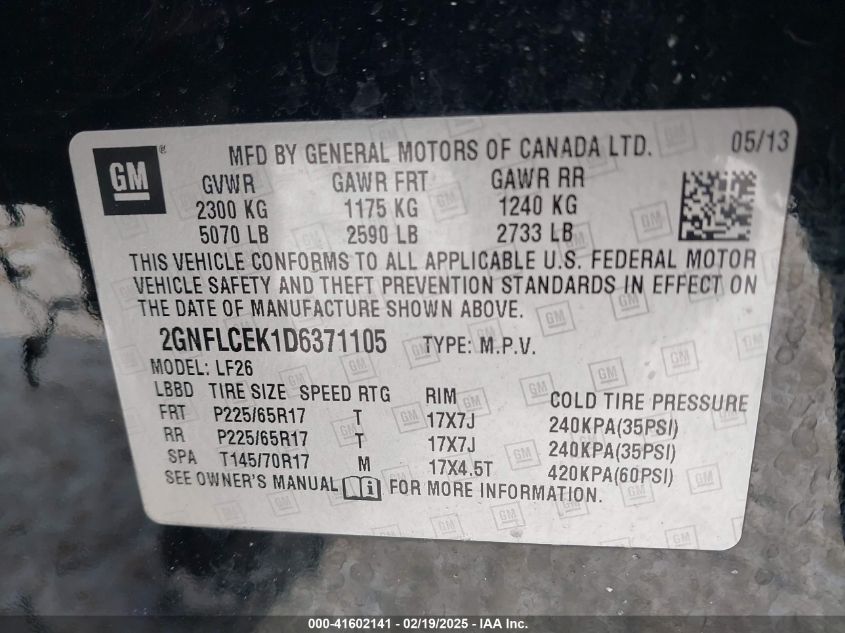 GM ® MFD BY GENERAL MOTORS OF CANADA LTD. 05/13
GVWR GAWR FRT GAWR RR
2300 KG 1175 KG 1240 KG
5070 LB 2590 LB 2733 LB
THIS VEHICLE CONFORMS TO ALL APPLICABLE U.S. FEDERAL MOTOR
VEHICLE SAFETY AND THEFT PREVENTION STANDARDS IN EFFECT ON
THE DATE OF MANUFACTURE SHOWN ABOVE.
2GNFLCEK1D6371105 TYPE: M.P.V.
MODEL: LF26
LBBD TIRE SIZE SPEED RTG RIM COLD TIRE PRESSURE
FRT P225/65R17 T 17X7J 240KPA(35PSI)
RR P225/65R17 T 17X7J 240KPA(35PSI)
SPA T145/70R17 M 17X4.5T 420KPA(60PSI)
SEE OWNER'S MANUAL FOR MORE INFORMATION.
000-41602141 - 02/19/2025 - IAA Inc.